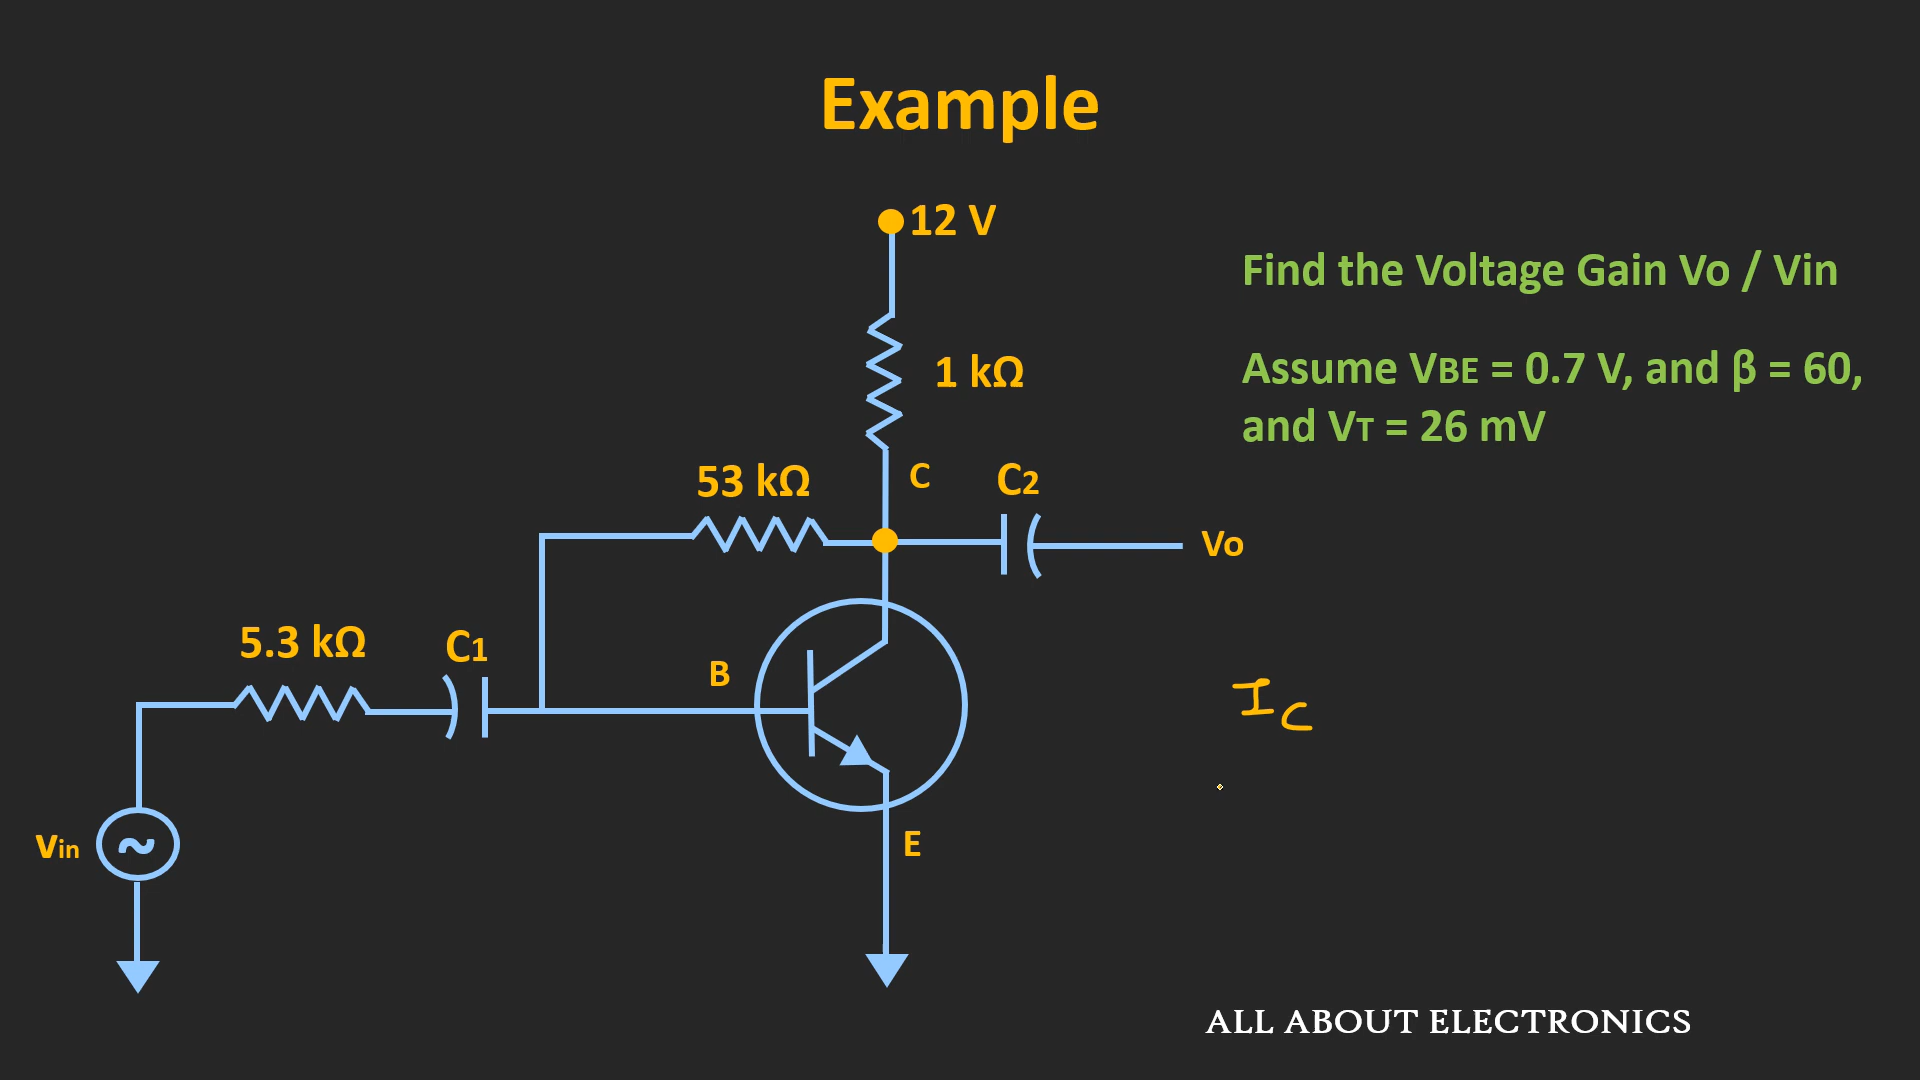 Example
12 V
Find the Voltage Gain Vo / Vin
1 kΩ
Assume VBE = 0.7 V, and β = 60,
and VT = 26 mV
53 kΩ
C
C2
Vo
5.3 kΩ
C1
B
IC
vin
~
E
ALL ABOUT ELECTRONICS